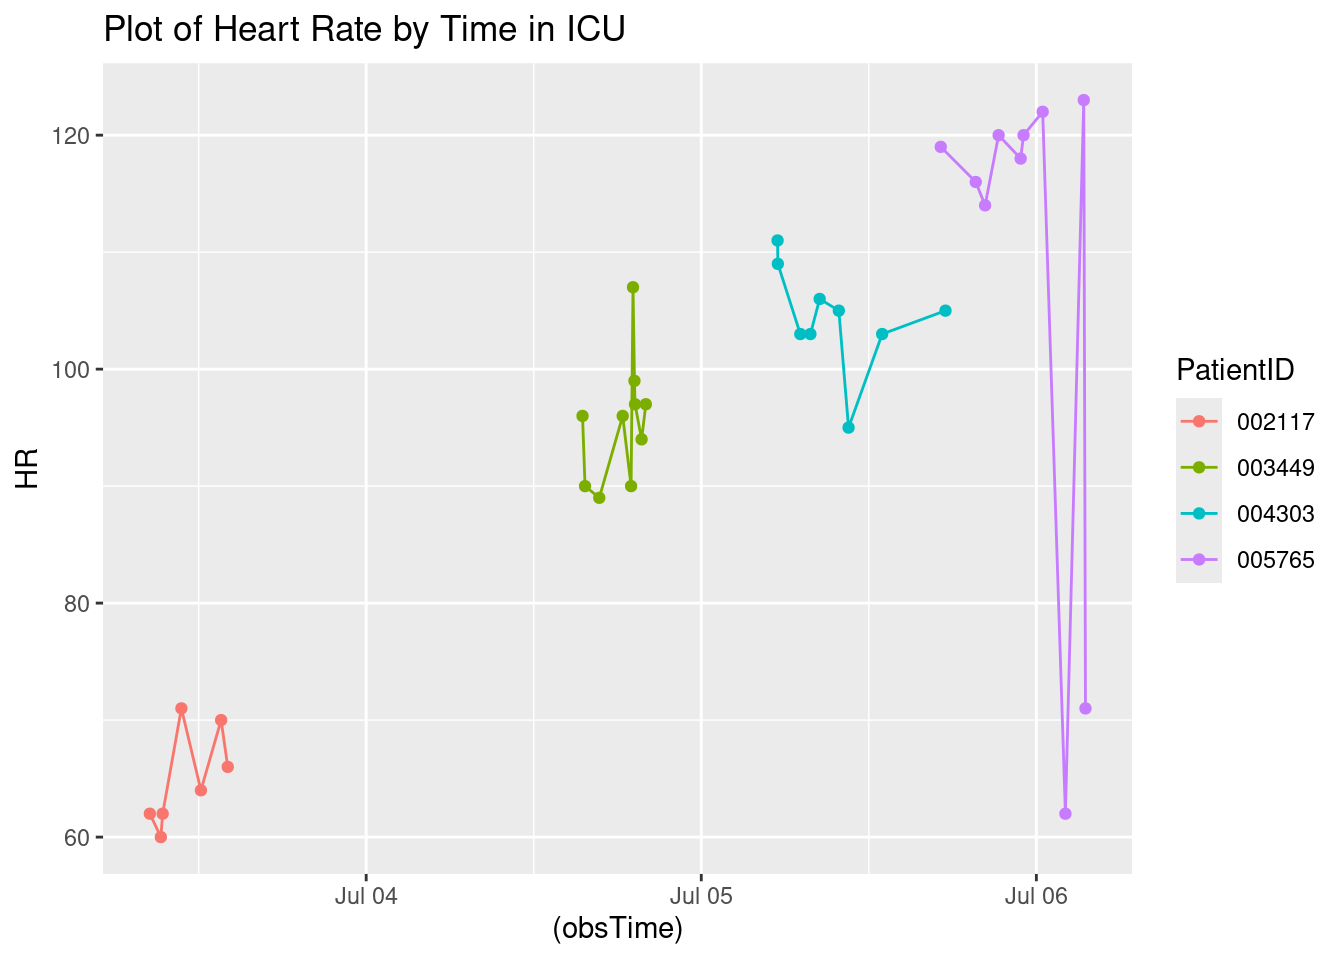 Plot of Heart Rate by Time in ICU
120
100
80
60
HR
Jul 04
Jul 05
Jul 06
(obsTime)
PatientID
002117
003449
004303
005765